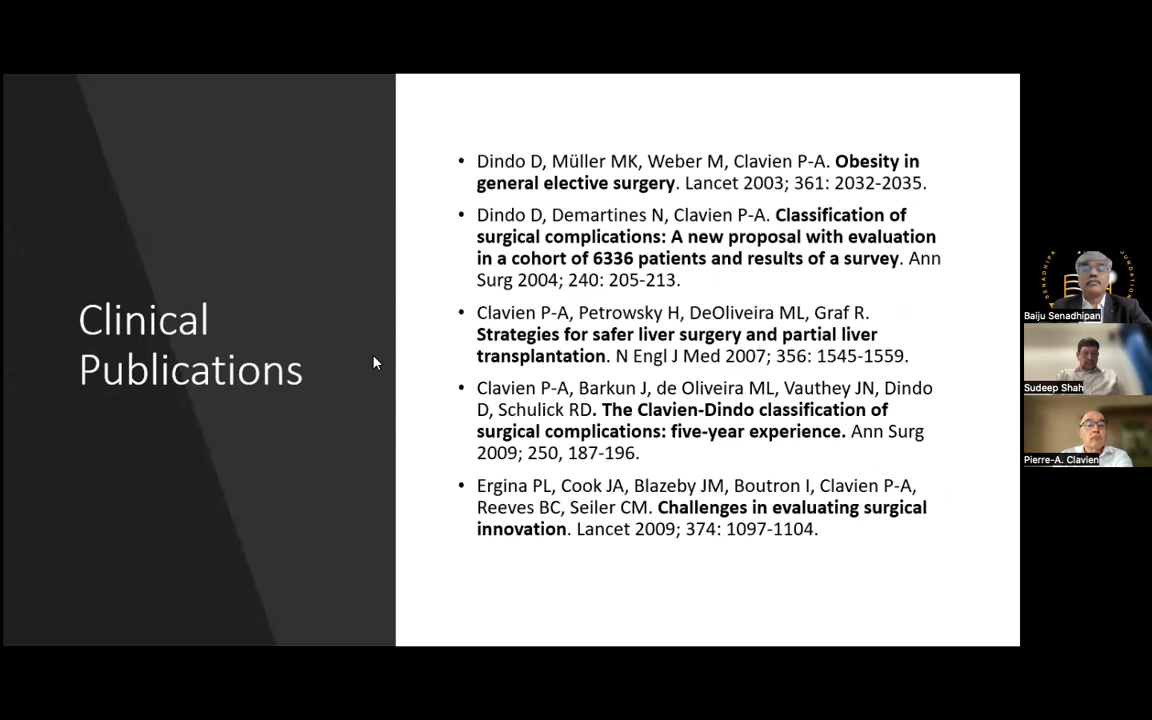 Clinical
Publications
• Dindo D, Müller MK, Weber M, Clavien P-A. Obesity in
general elective surgery. Lancet 2003; 361: 2032-2035.
• Dindo D, Demartines N, Clavien P-A. Classification of
surgical complications: A new proposal with evaluation
in a cohort of 6336 patients and results of a survey. Ann
Surg 2004; 240: 205-213.
• Clavien P-A, Petrowsky H, DeOliveira ML, Graf R.
Strategies for safer liver surgery and partial liver
transplantation. N Engl J Med 2007; 356: 1545-1559.
• Clavien P-A, Barkun J, de Oliveira ML, Vauthey JN, Dindo
D, Schulick RD. The Clavien-Dindo classification of
surgical complications: five-year experience. Ann Surg
2009; 250, 187-196.
• Ergina PL, Cook JA, Blazeby JM, Boutron I, Clavien P-A,
Reeves BC, Seiler CM. Challenges in evaluating surgical
innovation. Lancet 2009; 374: 1097-1104.
Baiju Senadhipan
Sudeep Shah
Pierre-A. Clavien